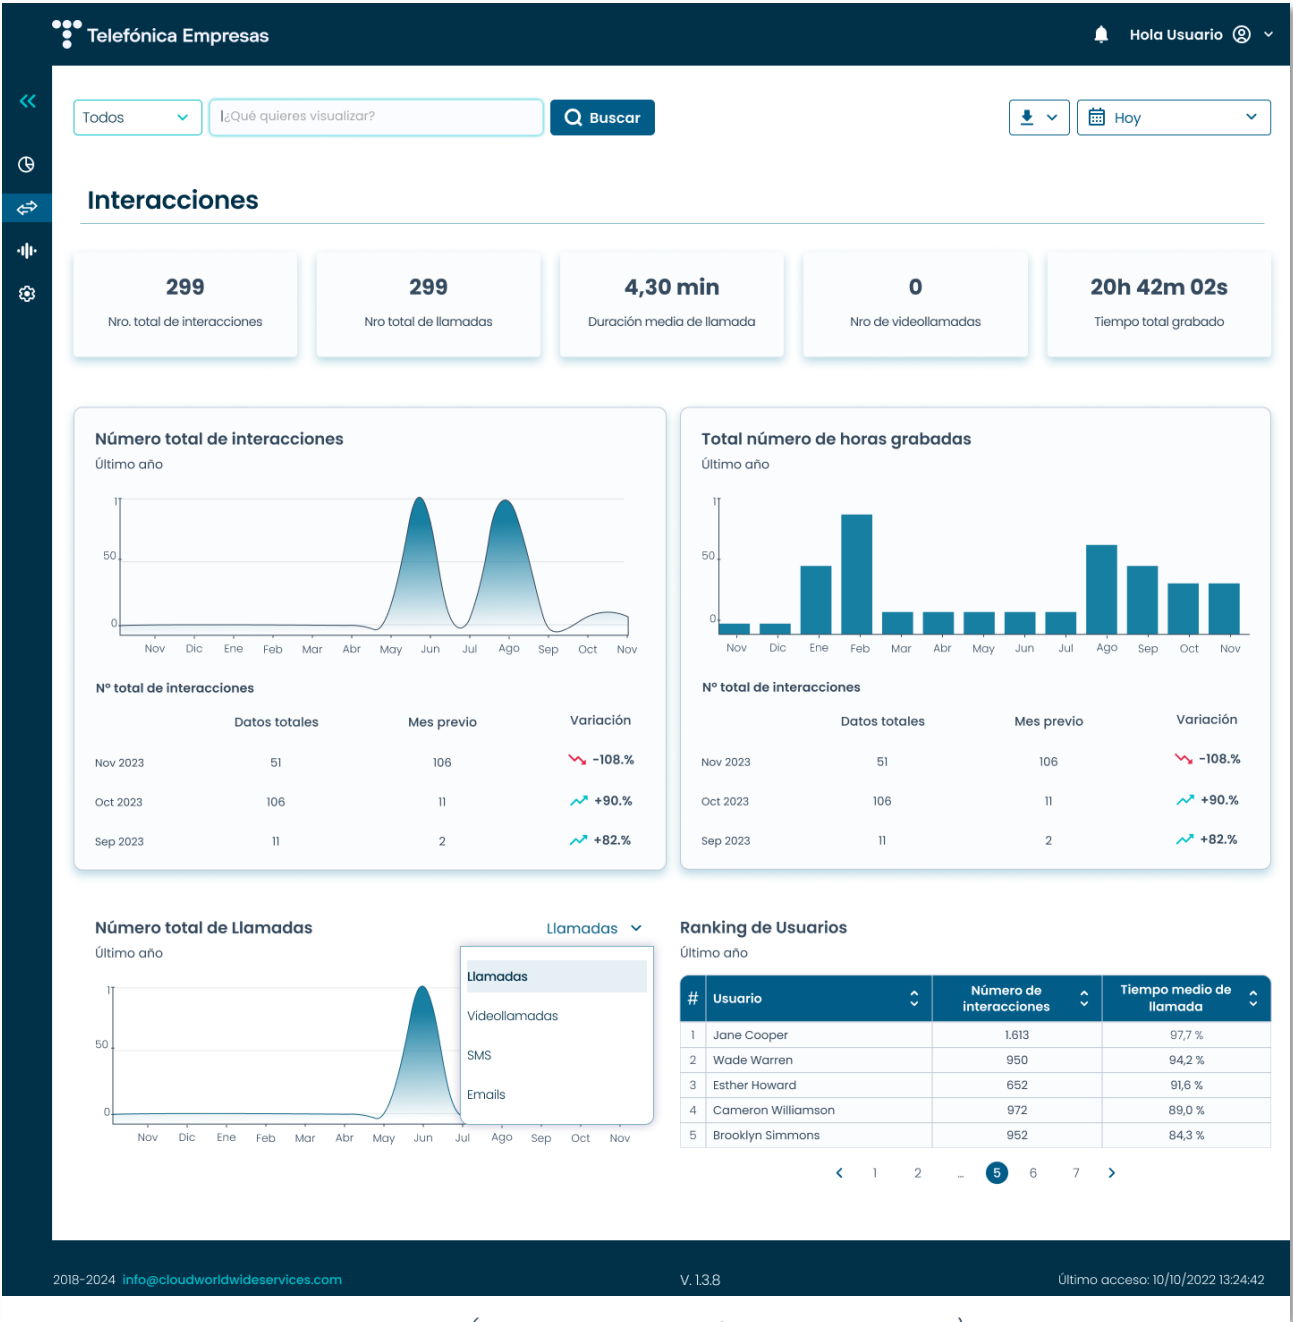 Telefónica Empresas
Hola Usuario
Todos
¿Qué quieres visualizar?
Buscar
Hoy
Interacciones
299
Nro. total de interacciones
299
Nro total de llamadas
4,30 min
Duración media de llamada
0
Nro de videollamadas
20h 42m 02s
Tiempo total grabado
Número total de interacciones
Último año
1
50
0
Nov Dic Ene Feb Mar Abr May Jun Jul Ago Sep Oct Nov
Nº total de interacciones
Datos totales Mes previo Variación
Nov 2023 51 106 -108.%
Oct 2023 106 11 +90.%
Sep 2023 11 2 +82.%
Total número de horas grabadas
Último año
1
50
0
Nov Dic Ene Feb Mar Abr May Jun Jul Ago Sep Oct Nov
Nº total de interacciones
Datos totales Mes previo Variación
Nov 2023 51 106 -108.%
Oct 2023 106 11 +90.%
Sep 2023 11 2 +82.%
Número total de Llamadas
Último año
Llamadas
Llamadas
Videollamadas
SMS
Emails
1
50
0
Nov Dic Ene Feb Mar Abr May Jun Jul Ago Sep Oct Nov
Ranking de Usuarios
Último año
# Usuario Número de interacciones Tiempo medio de llamada
1 Jane Cooper 1.613 97,7 %
2 Wade Warren 950 94,2 %
3 Esther Howard 652 91,6 %
4 Cameron Williamson 972 89,0 %
5 Brooklyn Simmons 952 84,3 %
1 2 ... 5 6 7
2018-2024 info@cloudworldwideservices.com
V. 1.3.8
Último acceso: 10/10/2022 13:24:42